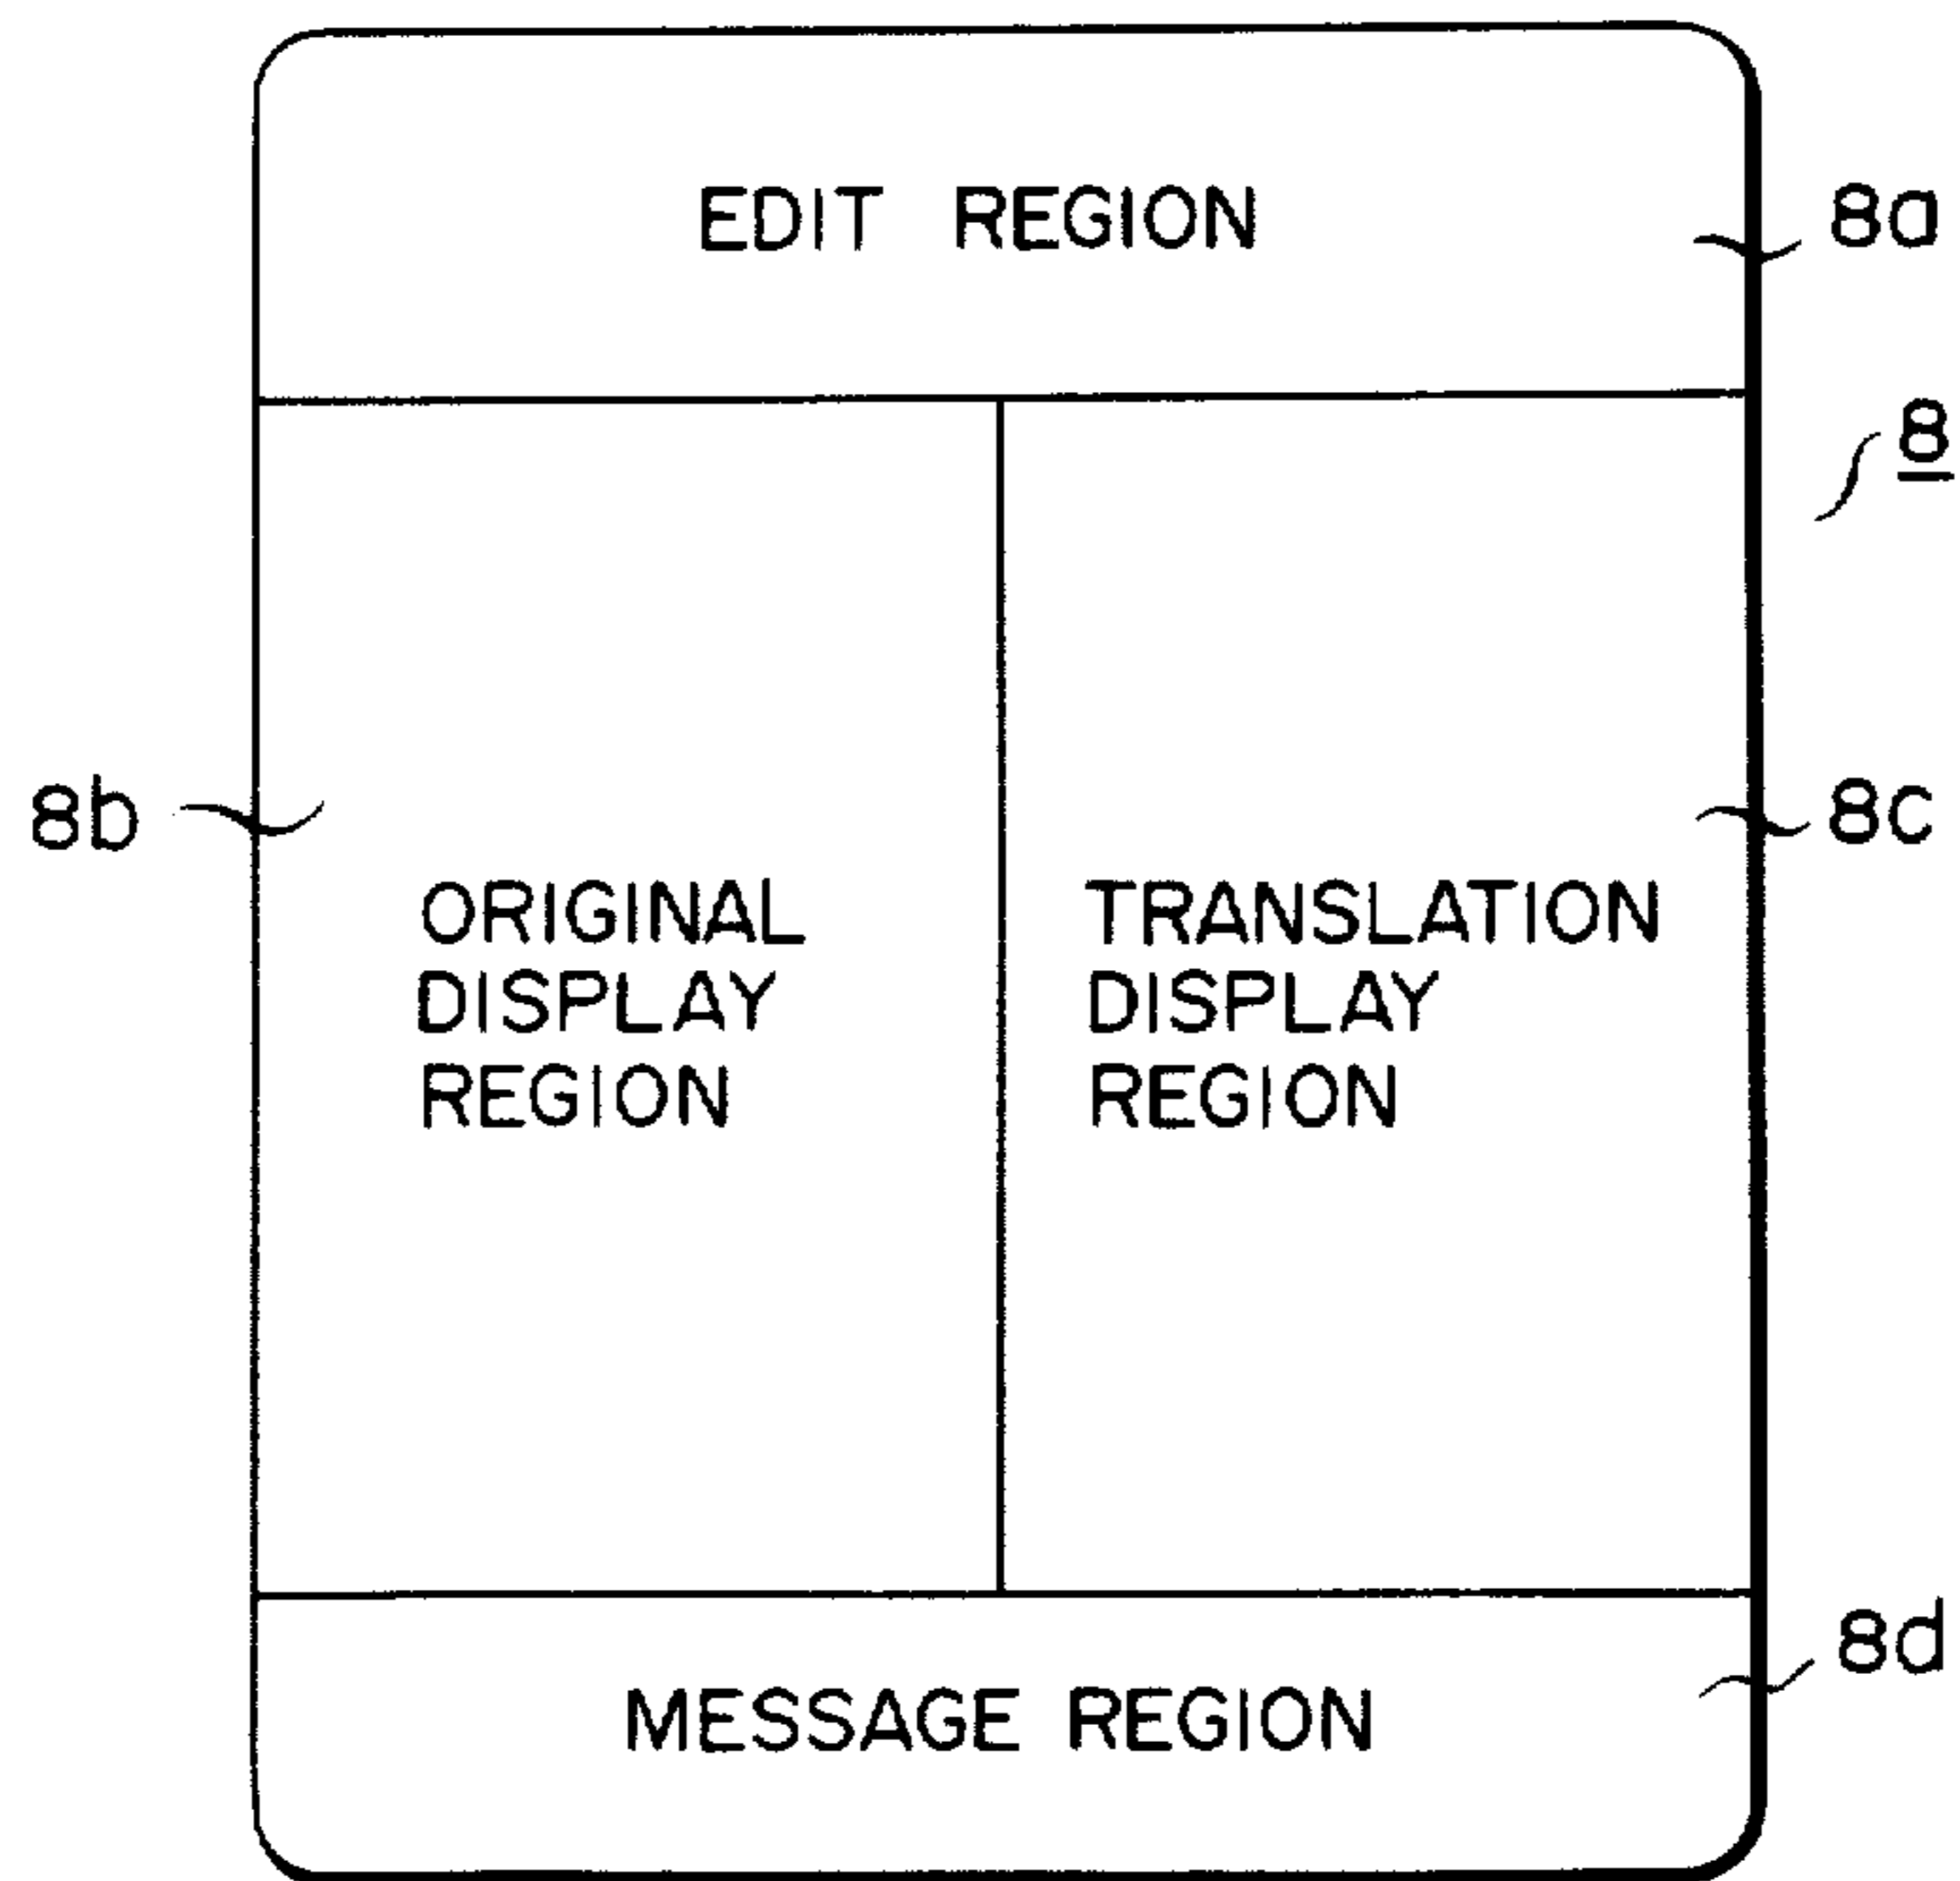 EDIT REGION
8a
8
8b
8c
ORIGINAL
DISPLAY
REGION
TRANSLATION
DISPLAY
REGION
8d
MESSAGE REGION